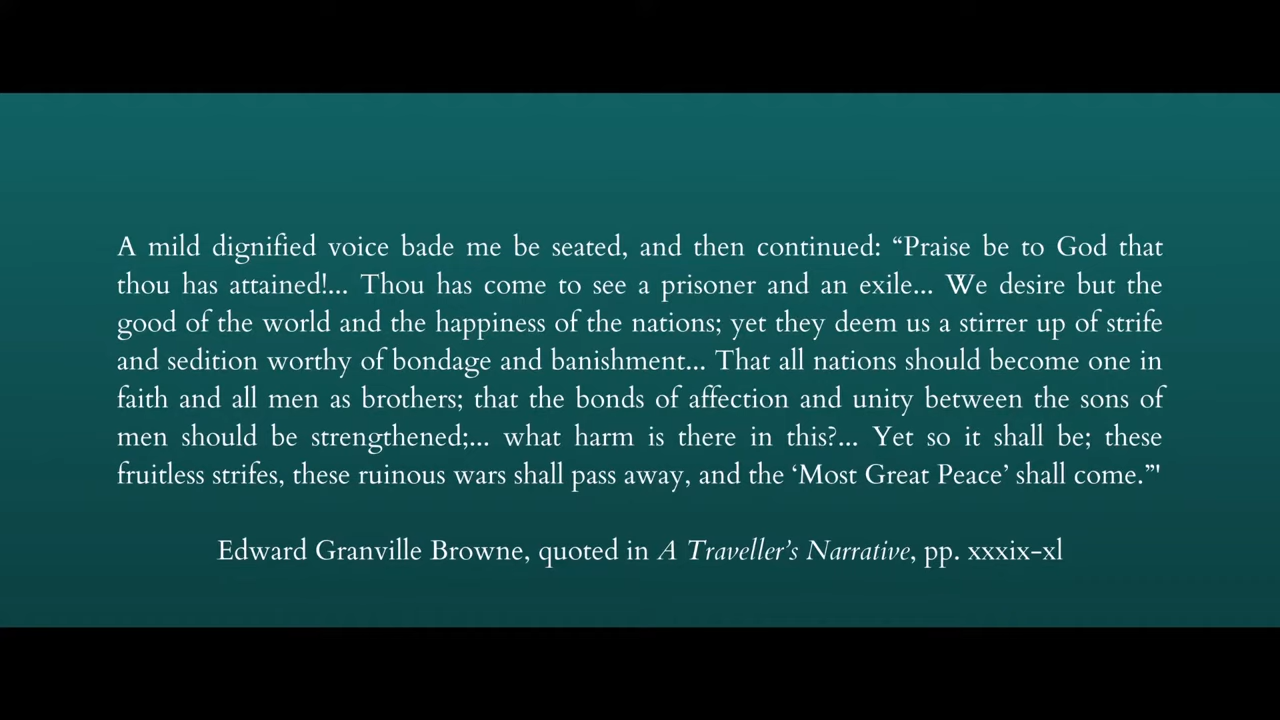 A mild dignified voice bade me be seated, and then continued: “Praise be to God that
thou has attained!... Thou has come to see a prisoner and an exile... We desire but the
good of the world and the happiness of the nations; yet they deem us a stirrer up of strife
and sedition worthy of bondage and banishment... That all nations should become one in
faith and all men as brothers; that the bonds of affection and unity between the sons of
men should be strengthened;... what harm is there in this?... Yet so it shall be; these
fruitless strifes, these ruinous wars shall pass away, and the ‘Most Great Peace’ shall come.”'
Edward Granville Browne, quoted in A Traveller’s Narrative, pp. xxxix-xl